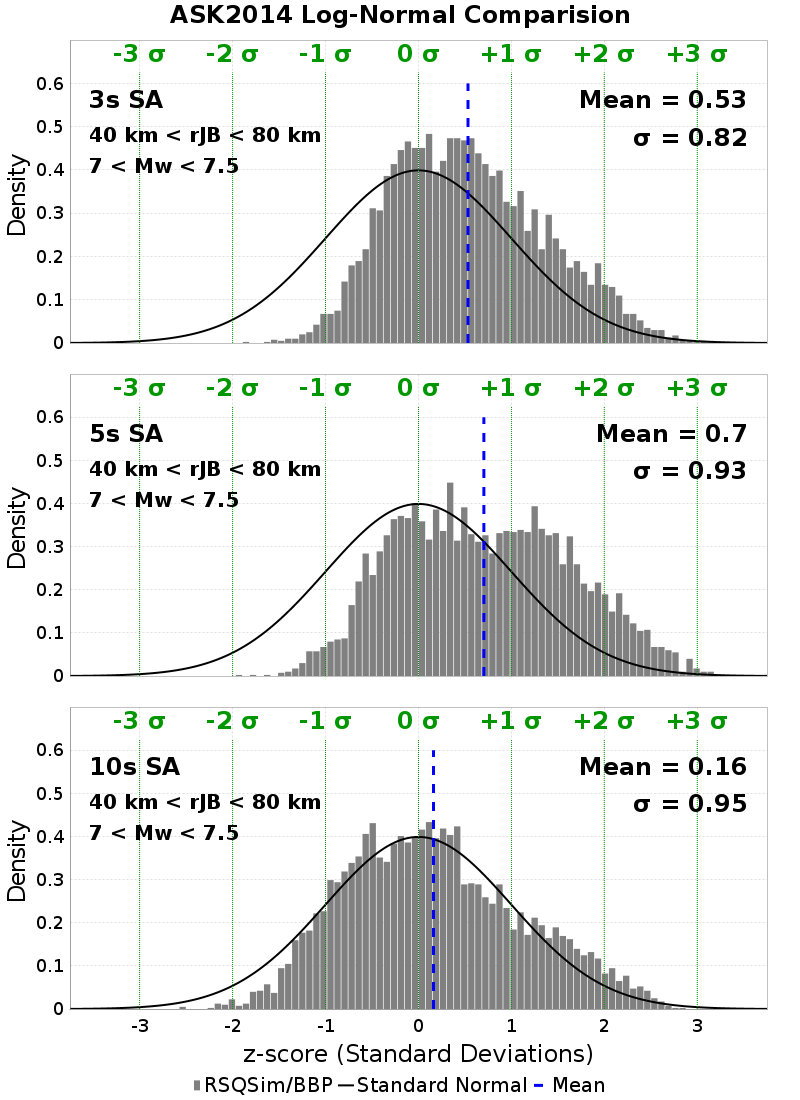 ASK2014 Log-Normal Comparision
-3 σ -2 σ -1 σ 0 σ +1 σ +2 σ +3 σ
3s SA
40 km < rJB < 80 km
7 < Mw < 7.5
Mean = 0.53
σ = 0.82
Density
0.6
0.5
0.4
0.3
0.2
0.1
0
-3 σ -2 σ -1 σ 0 σ +1 σ +2 σ +3 σ
5s SA
40 km < rJB < 80 km
7 < Mw < 7.5
Mean = 0.7
σ = 0.93
Density
0.6
0.5
0.4
0.3
0.2
0.1
0
-3 σ -2 σ -1 σ 0 σ +1 σ +2 σ +3 σ
10s SA
40 km < rJB < 80 km
7 < Mw < 7.5
Mean = 0.16
σ = 0.95
Density
0.6
0.5
0.4
0.3
0.2
0.1
0
-3 -2 -1 0 1 2 3
z-score (Standard Deviations)
RSQSim/BBP Standard Normal Mean